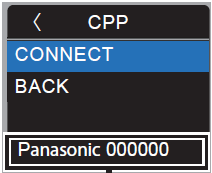 〈 CPP
CONNECT
BACK
Panasonic 000000